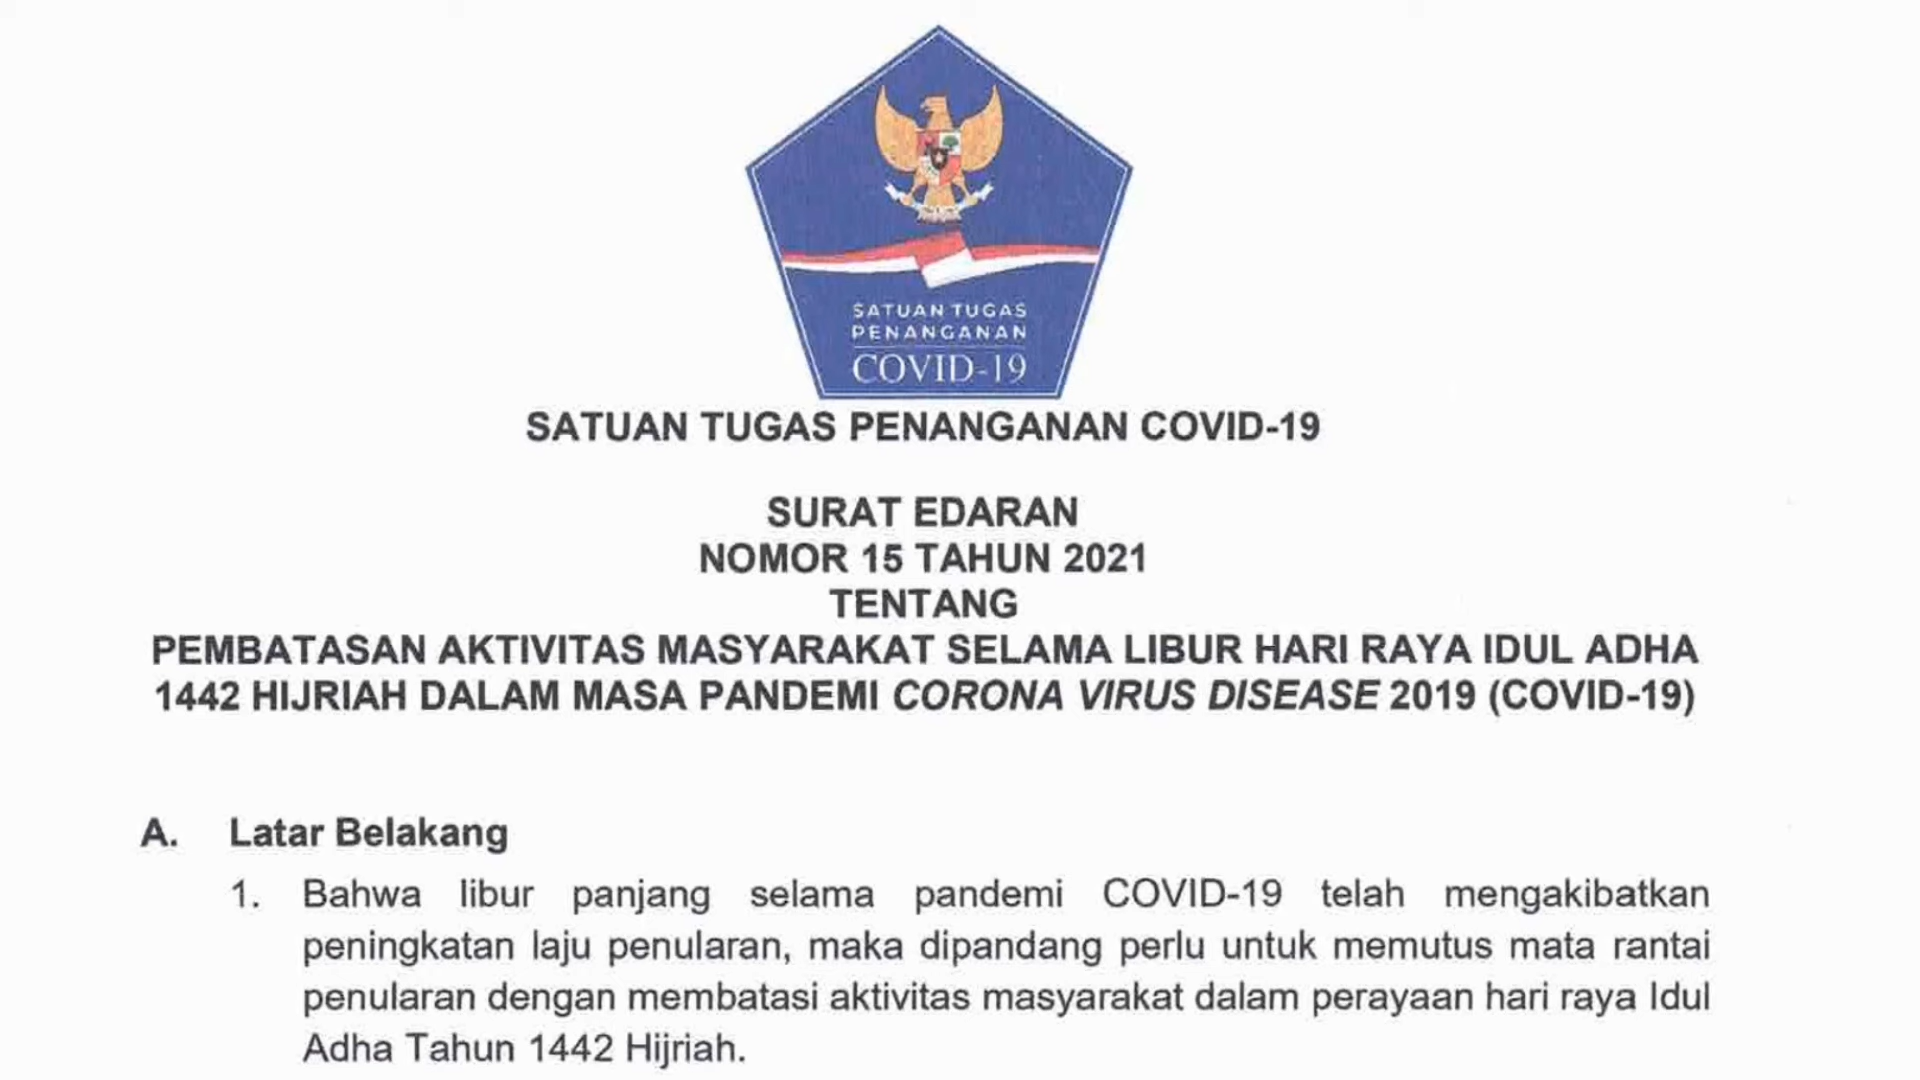 SATUAN TUGAS
PENANGANAN
COVID-19
SATUAN TUGAS PENANGANAN COVID-19
SURAT EDARAN
NOMOR 15 TAHUN 2021
TENTANG
PEMBATASAN AKTIVITAS MASYARAKAT SELAMA LIBUR HARI RAYA IDUL ADHA
1442 HIJRIAH DALAM MASA PANDEMI CORONA VIRUS DISEASE 2019 (COVID-19)
A. Latar Belakang
1. Bahwa libur panjang selama pandemi COVID-19 telah mengakibatkan
peningkatan laju penularan, maka dipandang perlu untuk memutus mata rantai
penularan dengan membatasi aktivitas masyarakat dalam perayaan hari raya Idul
Adha Tahun 1442 Hijriah.